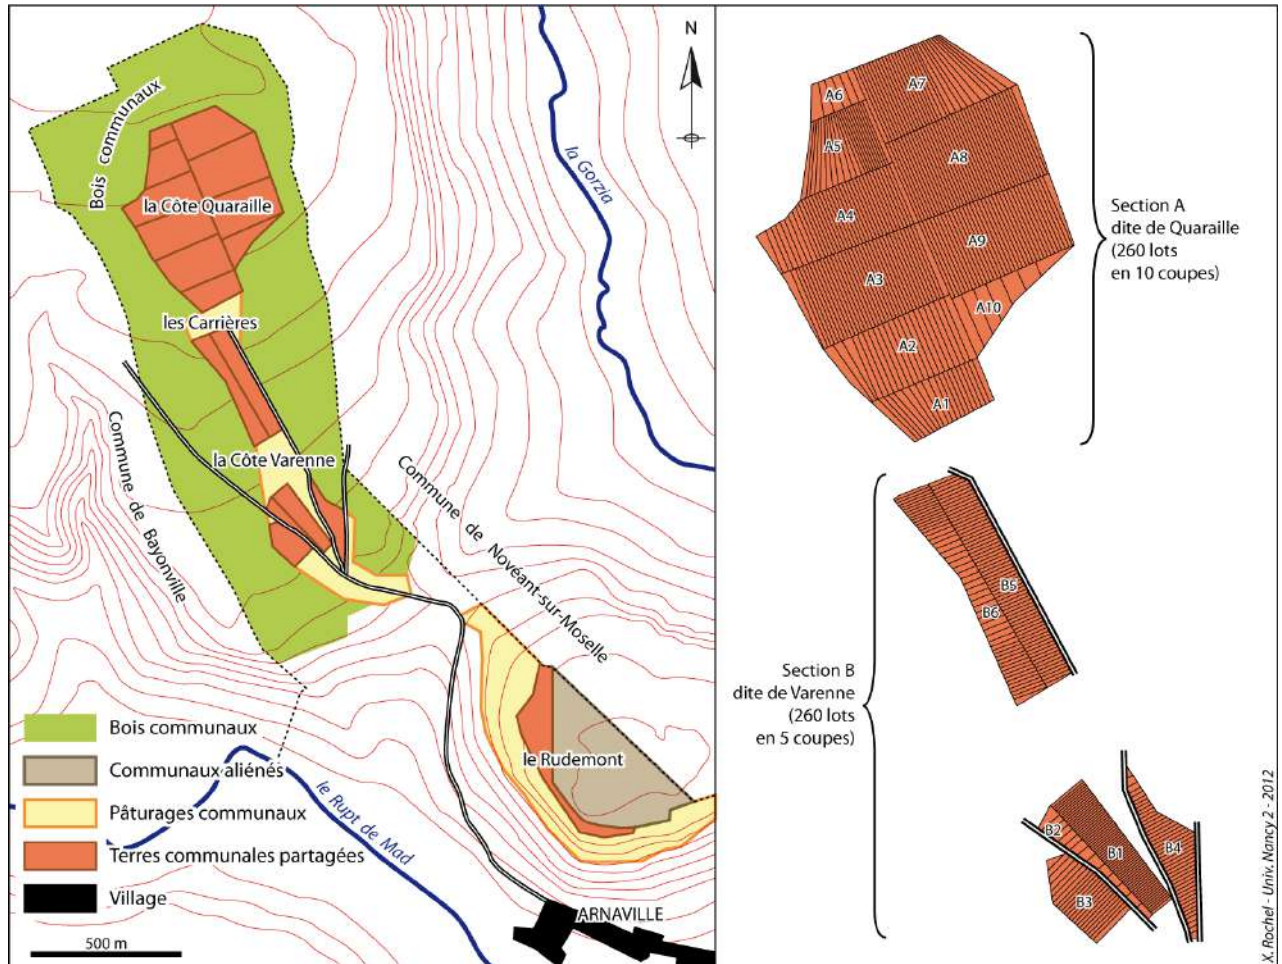 Bois communaux
la Côte Quaraille
les Carrières
la Côte Varenne
Commune de Bayonville
Commune de Novéant-sur-Moselle
la Gorzia
N
le Rudemont
le Rupt de Mad
ARNAVILLE
Bois communaux
Communaux aliénés
Pâturages communaux
Terres communales partagées
Village
500 m
A6
A7
A5
A8
A4
A9
A3
A10
A2
A1
Section A
dite de Quaraille
(260 lots
en 10 coupes)
B5
B6
Section B
dite de Varenne
(260 lots
en 5 coupes)
B2
B1
B4
B3
X. Rochel - Univ. Nancy 2 - 2012